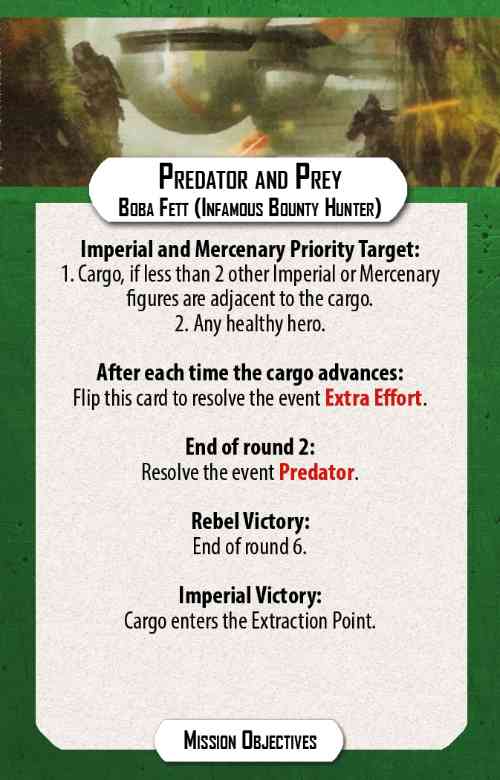 Predator and Prey
Boba Fett (Infamous Bounty Hunter)
Imperial and Mercenary Priority Target:
1. Cargo, if less than 2 other Imperial or Mercenary
figures are adjacent to the cargo.
2. Any healthy hero.
After each time the cargo advances:
Flip this card to resolve the event Extra Effort.
End of round 2:
Resolve the event Predator.
Rebel Victory:
End of round 6.
Imperial Victory:
Cargo enters the Extraction Point.
Mission Objectives